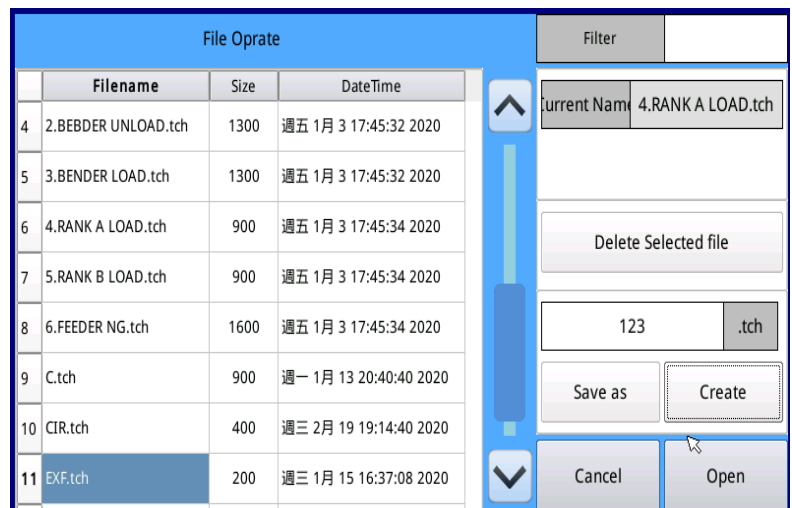 File Oprate
Filter
Filename Size DateTime
4 2.BEBDER UNLOAD.tch 1300 週五 1月 3 17:45:32 2020
5 3.BENDER LOAD.tch 1300 週五 1月 3 17:45:32 2020
6 4.RANK A LOAD.tch 900 週五 1月 3 17:45:34 2020
7 5.RANK B LOAD.tch 900 週五 1月 3 17:45:34 2020
8 6.FEEDER NG.tch 1600 週五 1月 3 17:45:34 2020
9 C.tch 900 週一 1月 13 20:40:40 2020
10 CIR.tch 400 週三 2月 19 19:14:40 2020
11 EXF.tch 200 週三 1月 15 16:37:08 2020
Current Name 4.RANK A LOAD.tch
Delete Selected file
123 .tch
Save as Create
Cancel Open